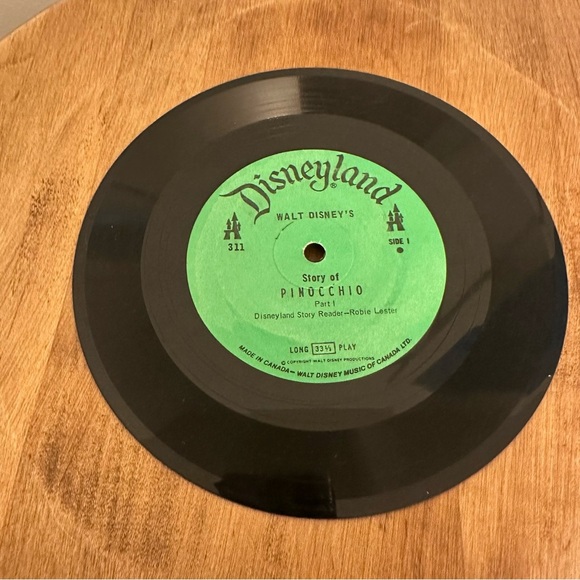 Disneyland®
WALT DISNEY'S
311
SIDE 1
Story of
PINOCCHIO
Part 1
Disneyland Story Reader—Robie Lester
LONG 33⅓ PLAY
© COPYRIGHT WALT DISNEY PRODUCTIONS
MADE IN CANADA— WALT DISNEY MUSIC OF CANADA LTD.